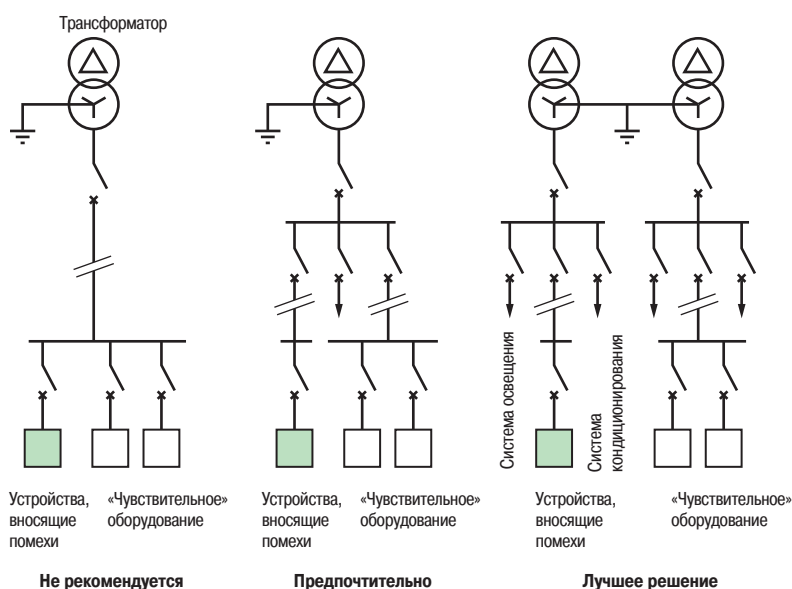 Трансформатор
Система освещения
Система
кондиционирования
Устройства,
вносящие
помехи
«Чувствительное»
оборудование
Устройства,
вносящие
помехи
«Чувствительное»
оборудование
Устройства,
вносящие
помехи
«Чувствительное»
оборудование
Не рекомендуется
Предпочтительно
Лучшее решение